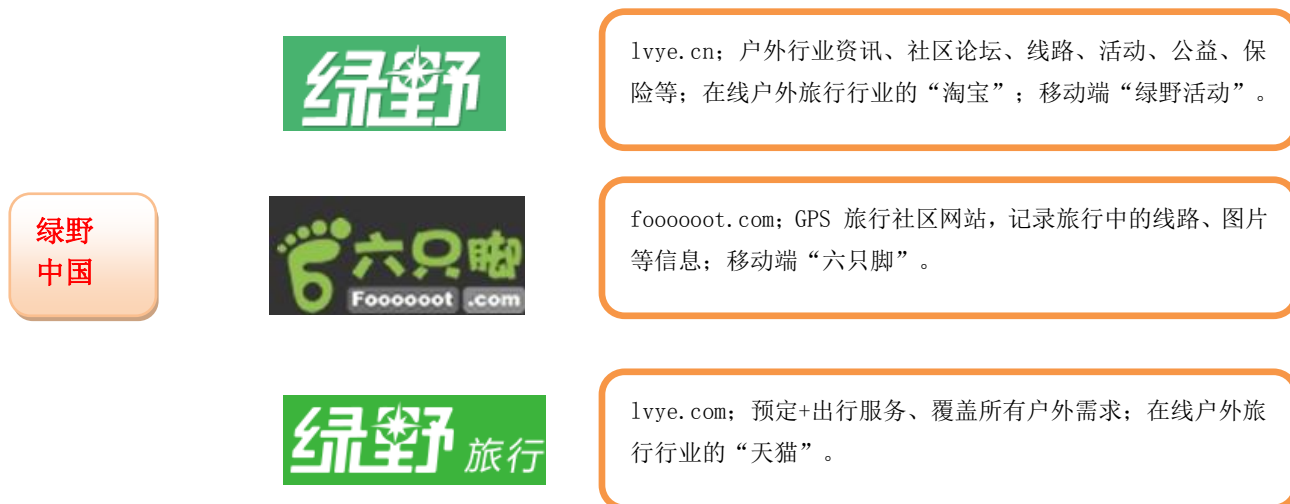 绿野
lvye.cn；户外行业资讯、社区论坛、线路、活动、公益、保
险等；在线户外旅行行业的“淘宝”；移动端“绿野活动”。
绿野
中国
六只脚
Foooooot .com
foooooot.com；GPS 旅行社区网站，记录旅行中的线路、图片
等信息；移动端“六只脚”。
绿野 旅行
lvye.com；预定+出行服务、覆盖所有户外需求；在线户外旅
行行业的“天猫”。